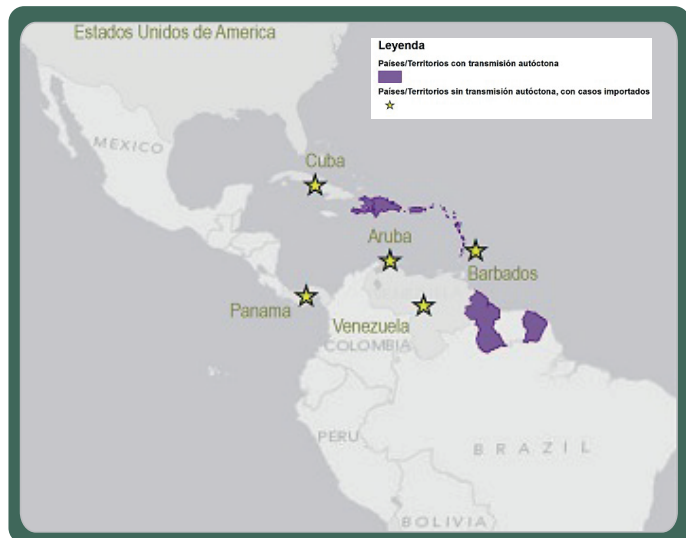 Estados Unidos de America
Leyenda
Países/Territorios con transmisión autóctona
Países/Territorios sin transmisión autóctona, con casos importados
MEXICO
Cuba
Aruba
Barbados
Panama
Venezuela
COLOMBIA
PERU
BRAZIL
BOLIVIA